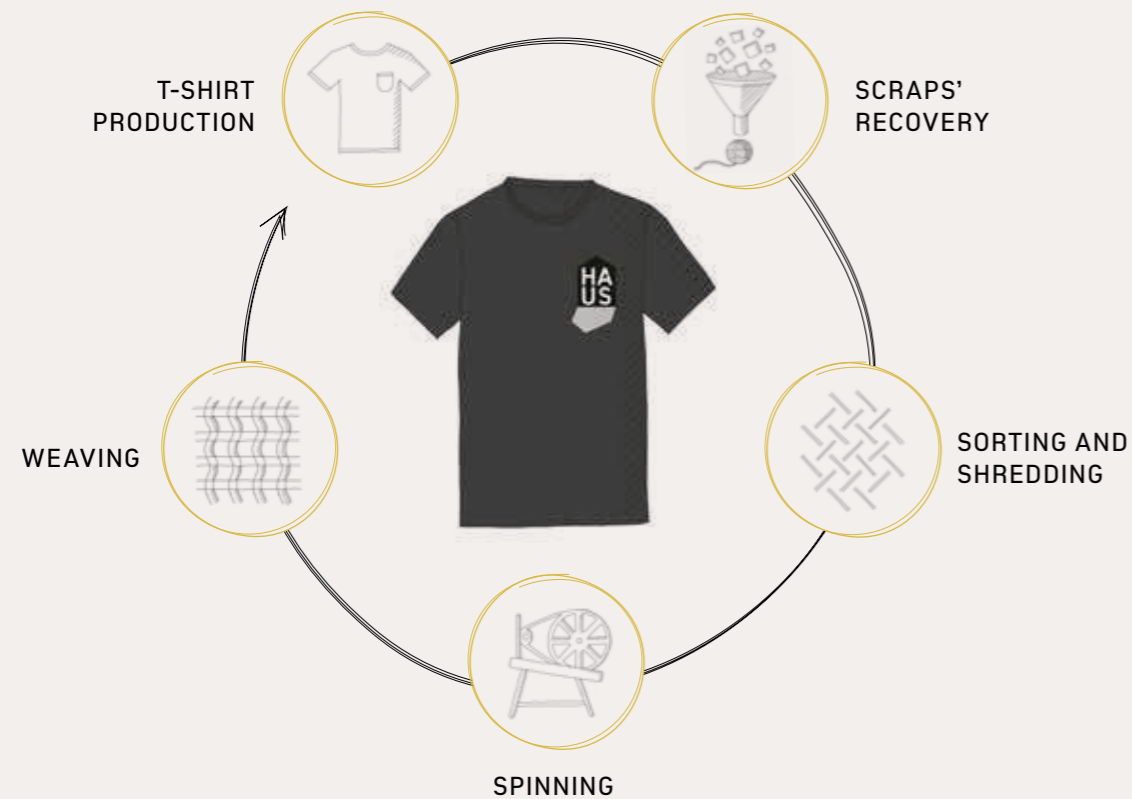 T-SHIRT
PRODUCTION
SCRAPS'
RECOVERY
HA
US
WEAVING
SORTING AND
SHREDDING
SPINNING